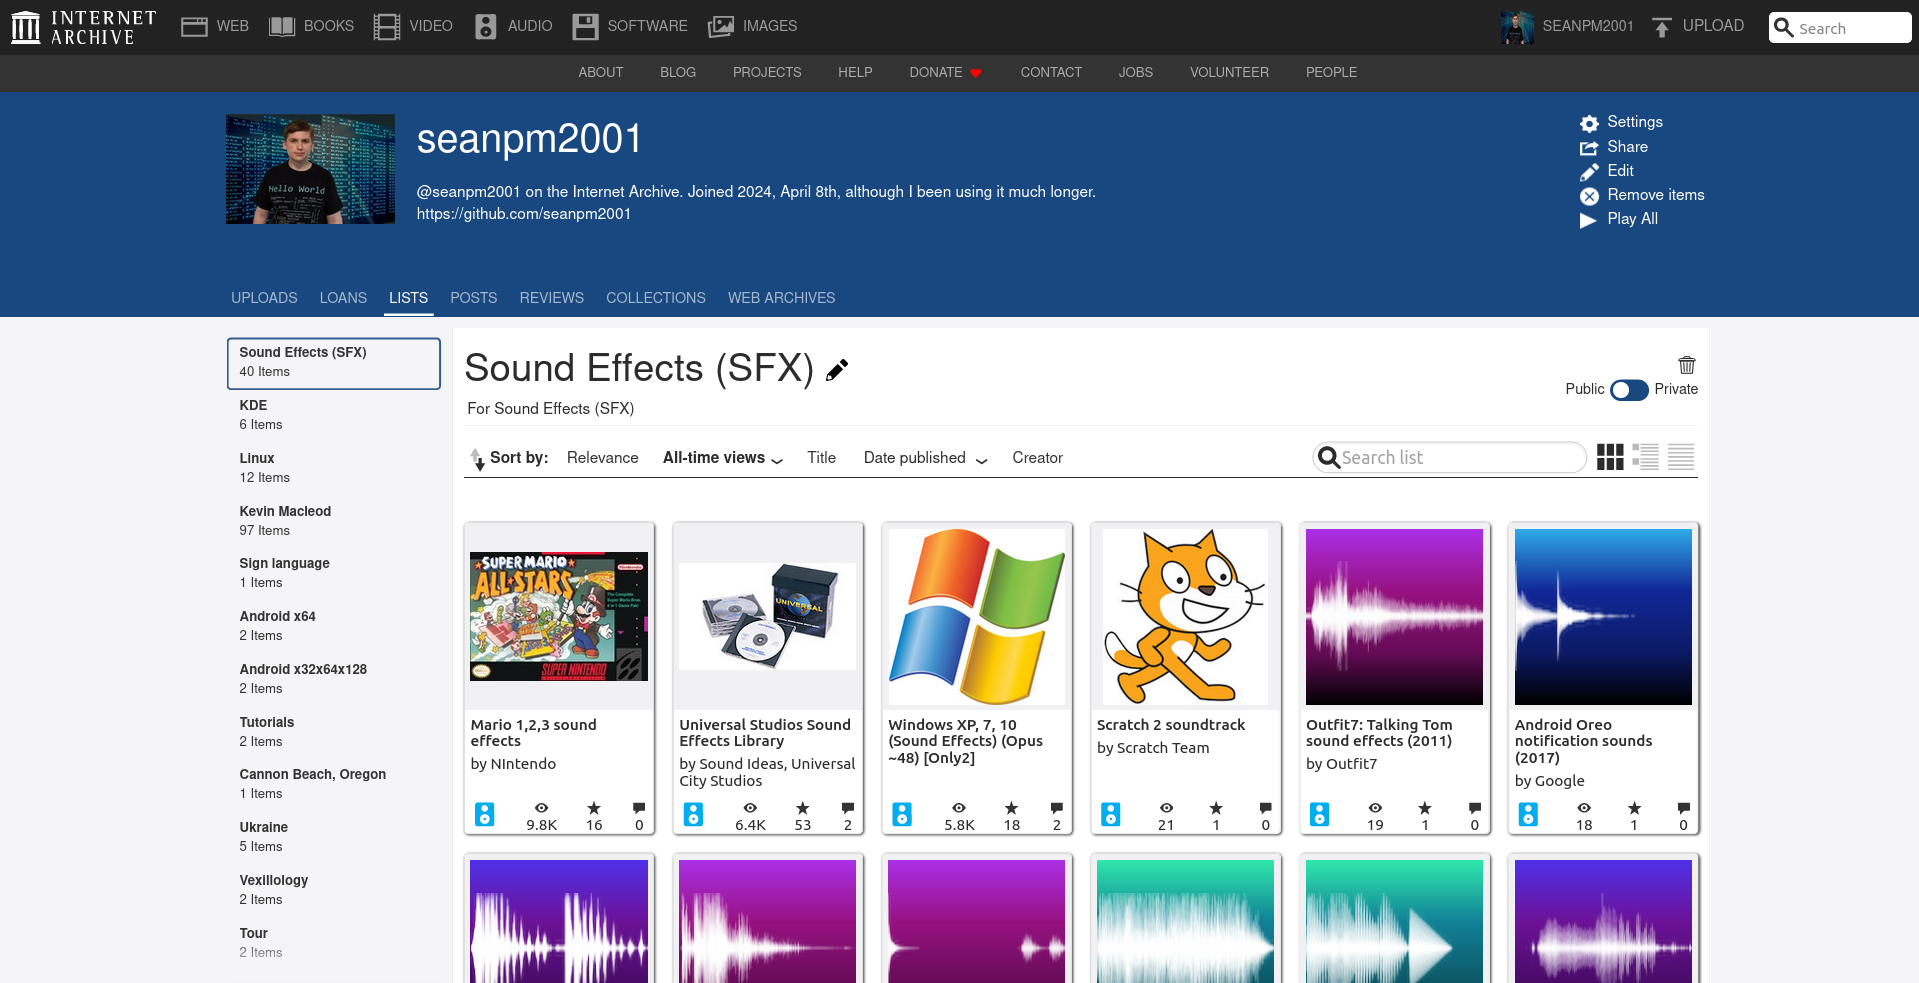 INTERNET ARCHIVE WEB BOOKS VIDEO AUDIO SOFTWARE IMAGES SEANPM2001 UPLOAD Search
ABOUT BLOG PROJECTS HELP DONATE CONTACT JOBS VOLUNTEER PEOPLE
seanpm2001
@seanpm2001 on the Internet Archive. Joined 2024, April 8th, although I been using it much longer.
https://github.com/seanpm2001
Hello World
Settings
Share
Edit
Remove items
Play All
UPLOADS LOANS LISTS POSTS REVIEWS COLLECTIONS WEB ARCHIVES
Sound Effects (SFX)
40 Items
KDE
6 Items
Linux
12 Items
Kevin Macleod
97 Items
Sign language
1 Items
Android x64
2 Items
Android x32x64x128
2 Items
Tutorials
2 Items
Cannon Beach, Oregon
1 Items
Ukraine
5 Items
Vexillology
2 Items
Tour
2 Items
Sound Effects (SFX)
For Sound Effects (SFX)
Public Private
Sort by: Relevance All-time views Title Date published Creator
Search list
SUPER MARIO
ALL-STARS
SUPER NINTENDO
UNIVERSAL
Mario 1,2,3 sound
effects
by NIntendo
9.8K 16 0
Universal Studios Sound
Effects Library
by Sound Ideas, Universal
City Studios
6.4K 53 2
Windows XP, 7, 10
(Sound Effects) (Opus
~48) [Only2]
5.8K 18 2
Scratch 2 soundtrack
by Scratch Team
21 1 0
Outfit7: Talking Tom
sound effects (2011)
by Outfit7
19 1 0
Android Oreo
notification sounds
(2017)
by Google
18 1 0